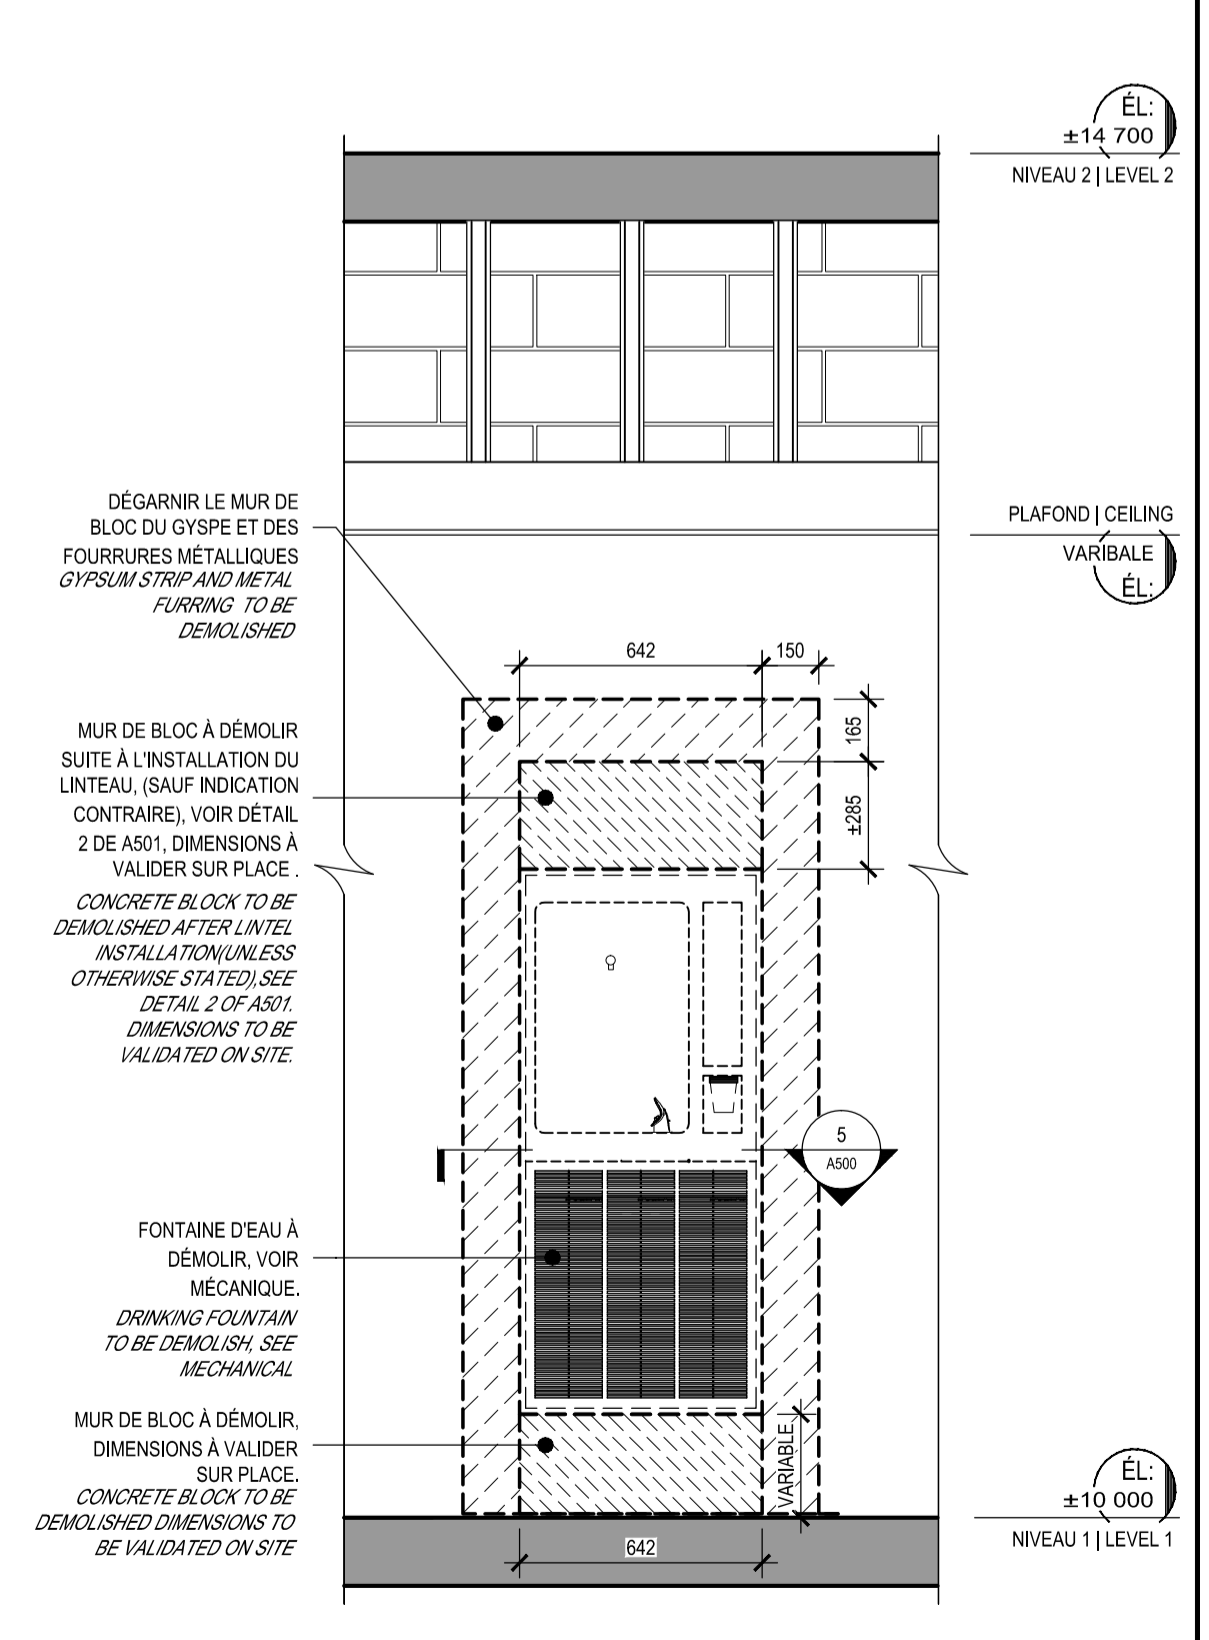 ÉL:
±14 700
NIVEAU 2 | LEVEL 2
DÉGARNIR LE MUR DE
BLOC DU GYSPE ET DES
FOURRURES MÉTALLIQUES
GYPSUM STRIP AND METAL
FURRING TO BE
DEMOLISHED
PLAFOND | CEILING
VARIBALE
ÉL:
642
150
165
±285
MUR DE BLOC À DÉMOLIR
SUITE À L'INSTALLATION DU
LINTEAU, (SAUF INDICATION
CONTRAIRE), VOIR DÉTAIL
2 DE A501, DIMENSIONS À
VALIDER SUR PLACE .
CONCRETE BLOCK TO BE
DEMOLISHED AFTER LINTEL
INSTALLATION(UNLESS
OTHERWISE STATED),SEE
DETAIL 2 OF A501.
DIMENSIONS TO BE
VALIDATED ON SITE.
5
A500
FONTAINE D'EAU À
DÉMOLIR, VOIR
MÉCANIQUE.
DRINKING FOUNTAIN
TO BE DEMOLISH, SEE
MECHANICAL
MUR DE BLOC À DÉMOLIR,
DIMENSIONS À VALIDER
SUR PLACE.
CONCRETE BLOCK TO BE
DEMOLISHED DIMENSIONS TO
BE VALIDATED ON SITE
VARIABLE
642
ÉL:
±10 000
NIVEAU 1 | LEVEL 1